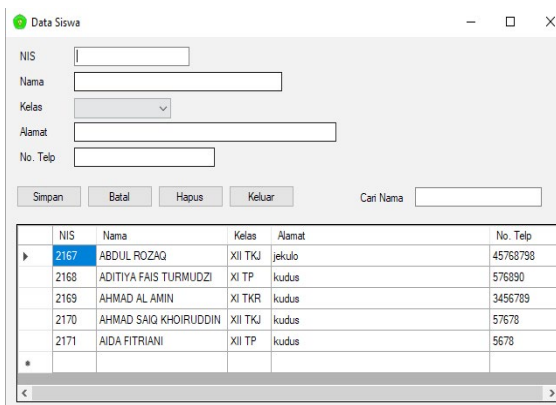 Data Siswa
NIS
Nama
Kelas
Alamat
No. Telp
Simpan Batal Hapus Keluar Cari Nama
NIS Nama Kelas Alamat No. Telp
2167 ABDUL ROZAQ XII TKJ jekulo 45768798
2168 ADITIYA FAIS TURMUDZI XI TP kudus 576890
2169 AHMAD AL AMIN XI TKR kudus 3456789
2170 AHMAD SAIQ KHOIRUDDIN XII TKJ kudus 57678
2171 AIDA FITRIANI XII TP kudus 5678